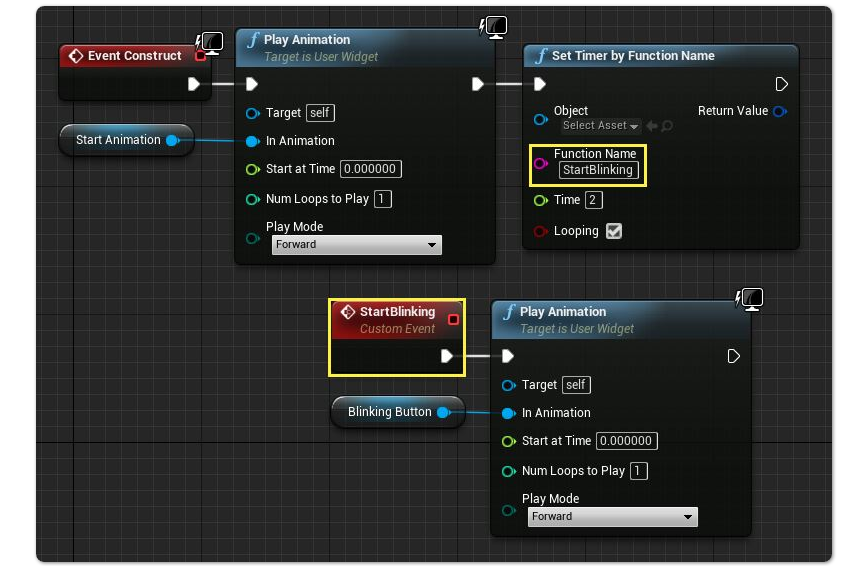 Event Construct
Play Animation
Target is User Widget
Set Timer by Function Name
Target self
Object
Select Asset
Return Value
Start Animation
In Animation
Function Name
StartBlinking
Start at Time 0.000000
Num Loops to Play 1
Time 2
Play Mode
Forward
Looping
StartBlinking
Custom Event
Play Animation
Target is User Widget
Target self
Blinking Button
In Animation
Start at Time 0.000000
Num Loops to Play 1
Play Mode
Forward